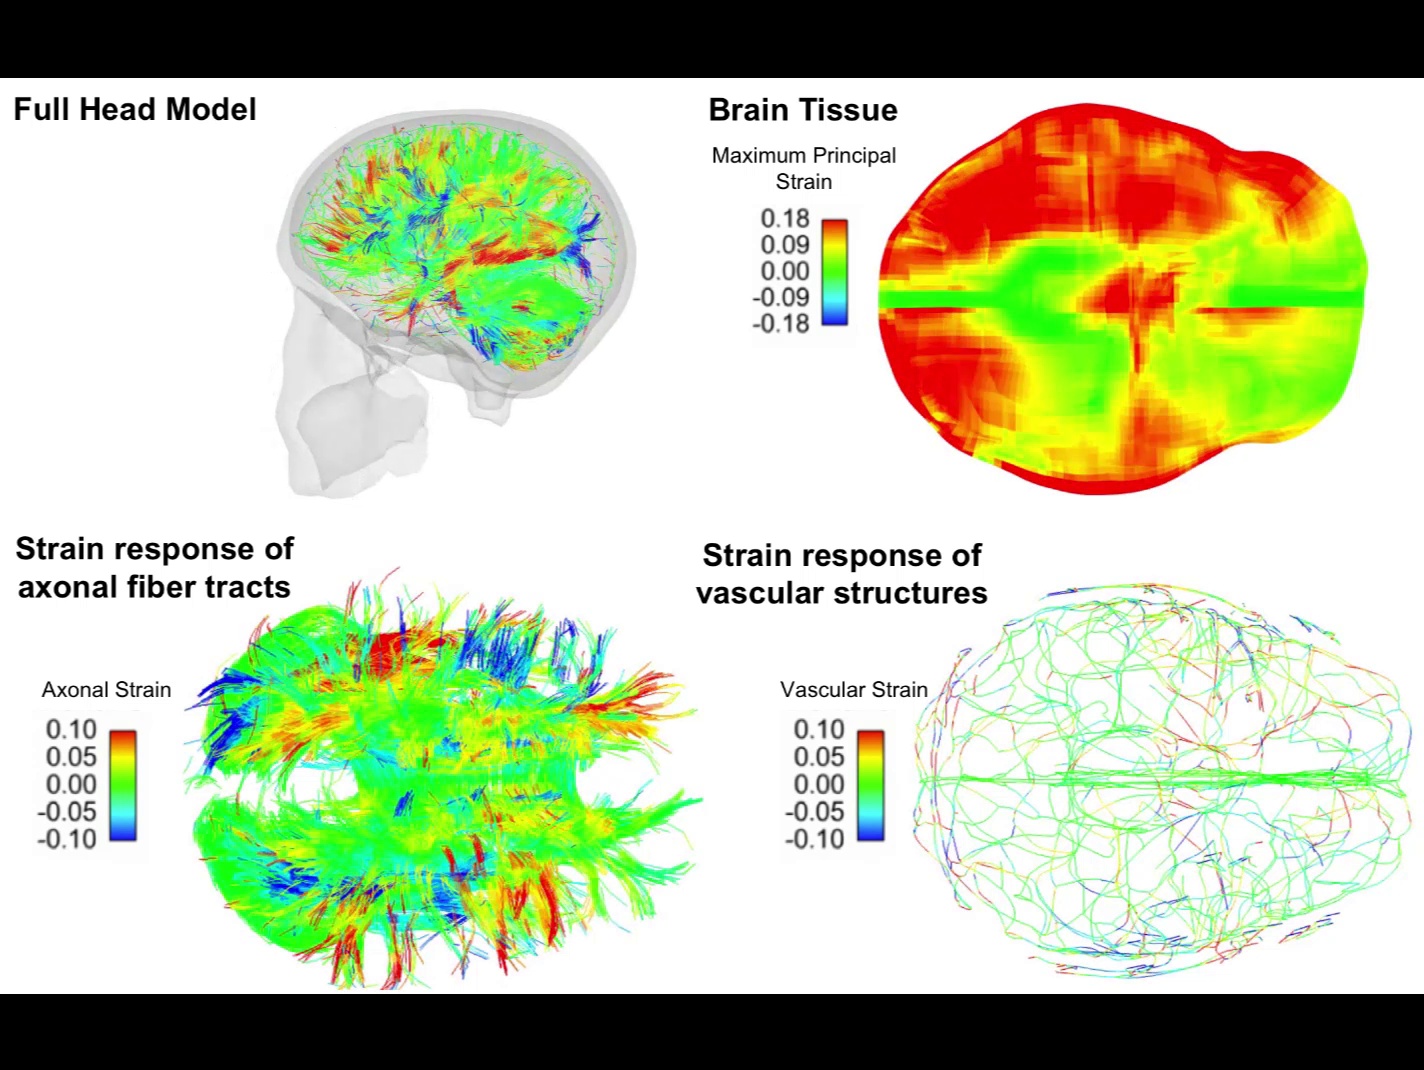 Full Head Model
Brain Tissue
Maximum Principal
Strain
0.18
0.09
0.00
-0.09
-0.18
Strain response of
axonal fiber tracts
Axonal Strain
0.10
0.05
0.00
-0.05
-0.10
Strain response of
vascular structures
Vascular Strain
0.10
0.05
0.00
-0.05
-0.10